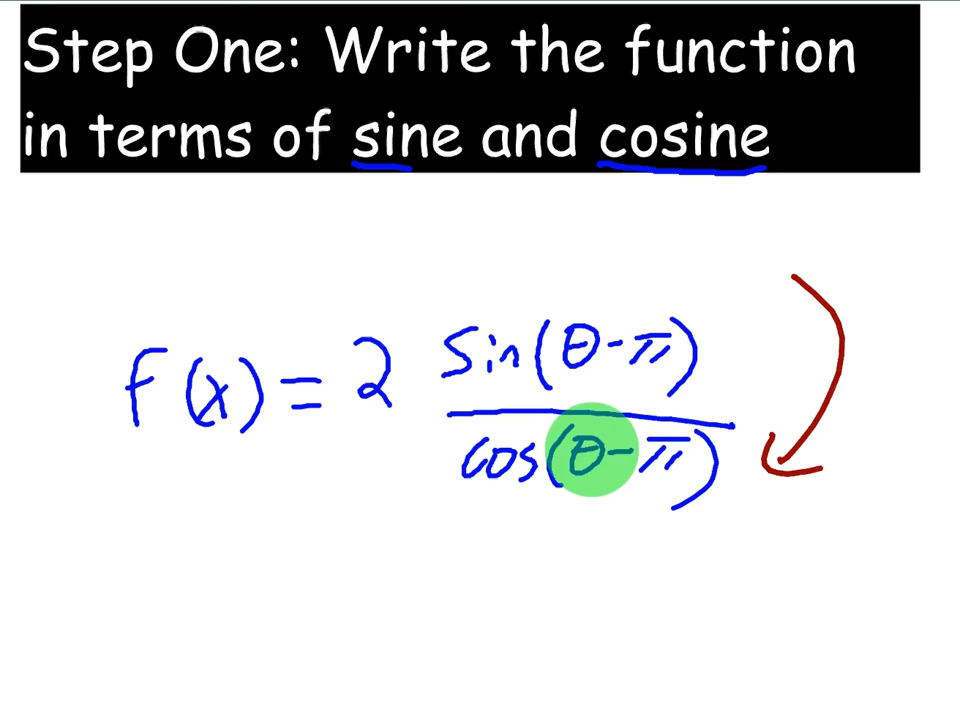 Step One: Write the function
in terms of sine and cosine
F(x) = 2 sin(θ-π)
cos(θ-π)